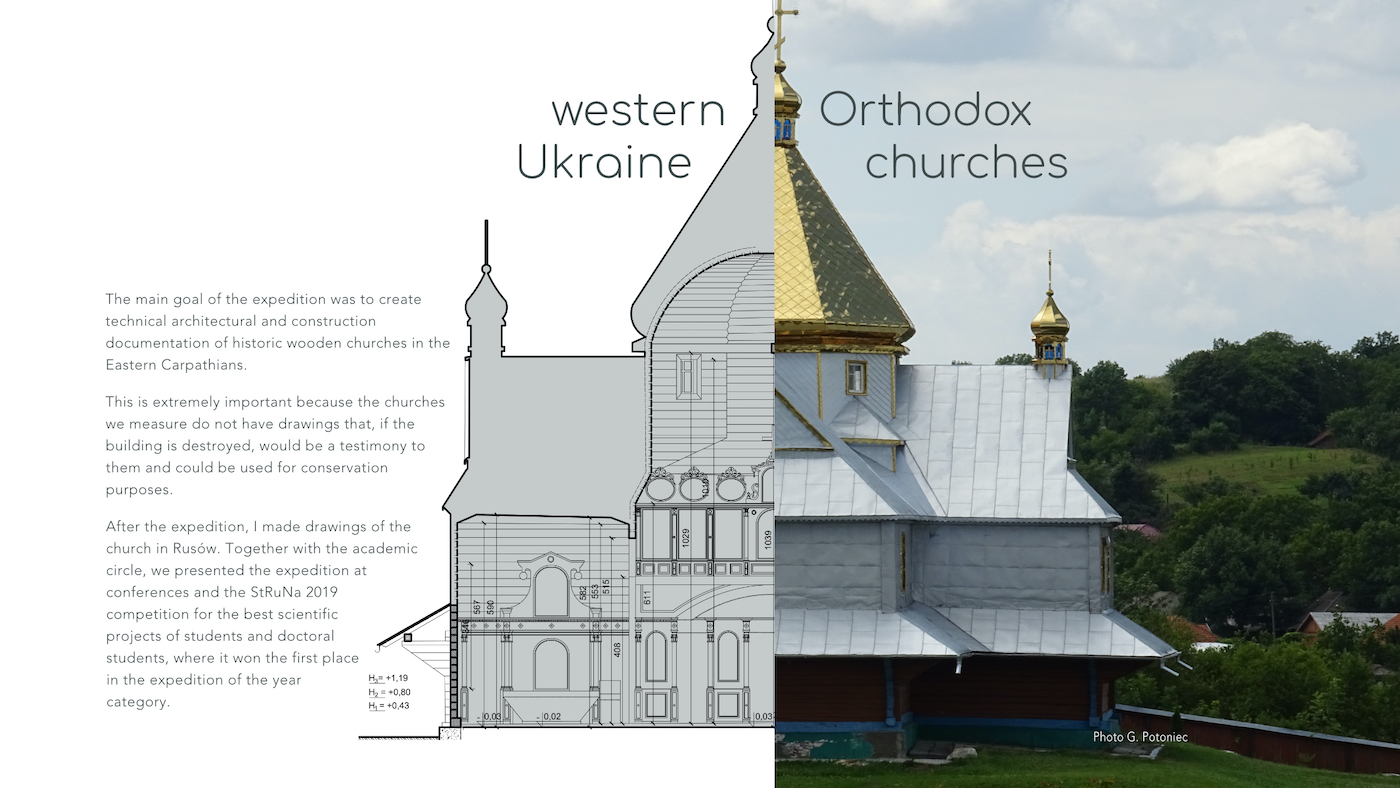 western
Ukraine
Orthodox
churches
The main goal of the expedition was to create
technical architectural and construction
documentation of historic wooden churches in the
Eastern Carpathians.
This is extremely important because the churches
we measure do not have drawings that, if the
building is destroyed, would be a testimony to
them and could be used for conservation
purposes.
After the expedition, I made drawings of the
church in Rusów. Together with the academic
circle, we presented the expedition at
conferences and the StRuNa 2019
competition for the best scientific
projects of students and doctoral
students, where it won the first place
in the expedition of the year
category.
H₃= +1,19
H₂ = +0,80
H₁ = +0,43
567
590
582
553
515
408
611
1029
1039
- 0,03
- 0,02
- 0,03
Photo G. Potoniec